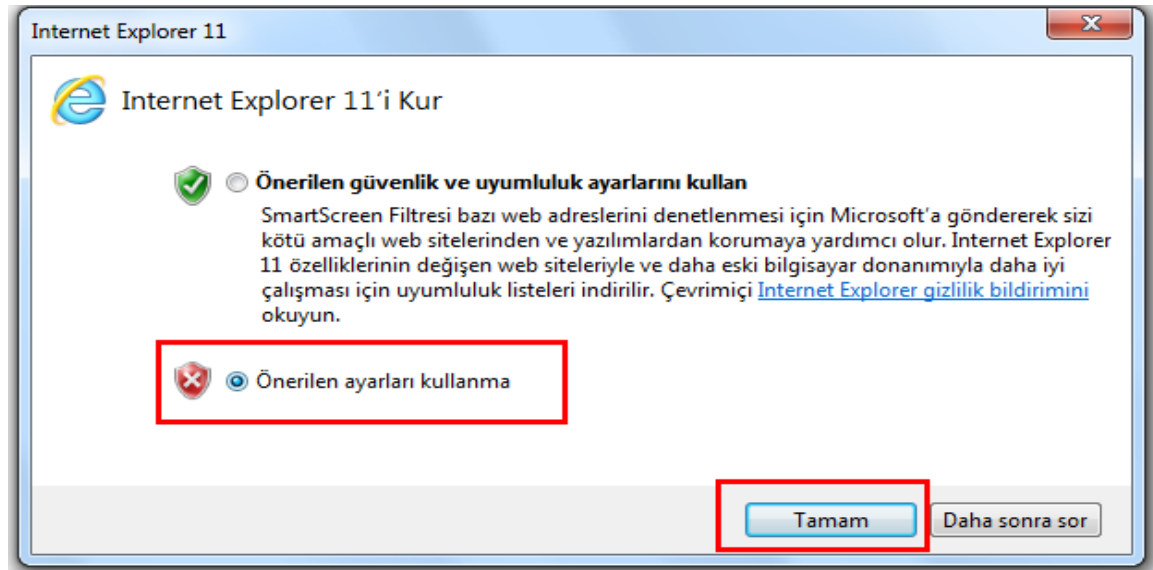 Internet Explorer 11
Internet Explorer 11'i Kur
Önerilen güvenlik ve uyumluluk ayarlarını kullan
SmartScreen Filtresi bazı web adreslerini denetlenmesi için Microsoft'a göndererek sizi
kötü amaçlı web sitelerinden ve yazılımlardan korumaya yardımcı olur. Internet Explorer
11 özelliklerinin değişen web siteleriyle ve daha eski bilgisayar donanımıyla daha iyi
çalışması için uyumluluk listeleri indirilir. Çevrimiçi Internet Explorer gizlilik bildirimini
okuyun.
Önerilen ayarları kullanma
Tamam
Daha sonra sor